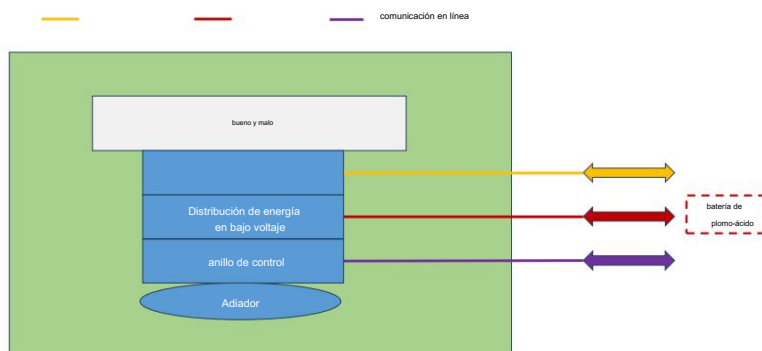 comunicación en línea
bueno y malo
Distribución de energía
en bajo voltaje
anillo de control
Adiador
batería de
plomo-ácido